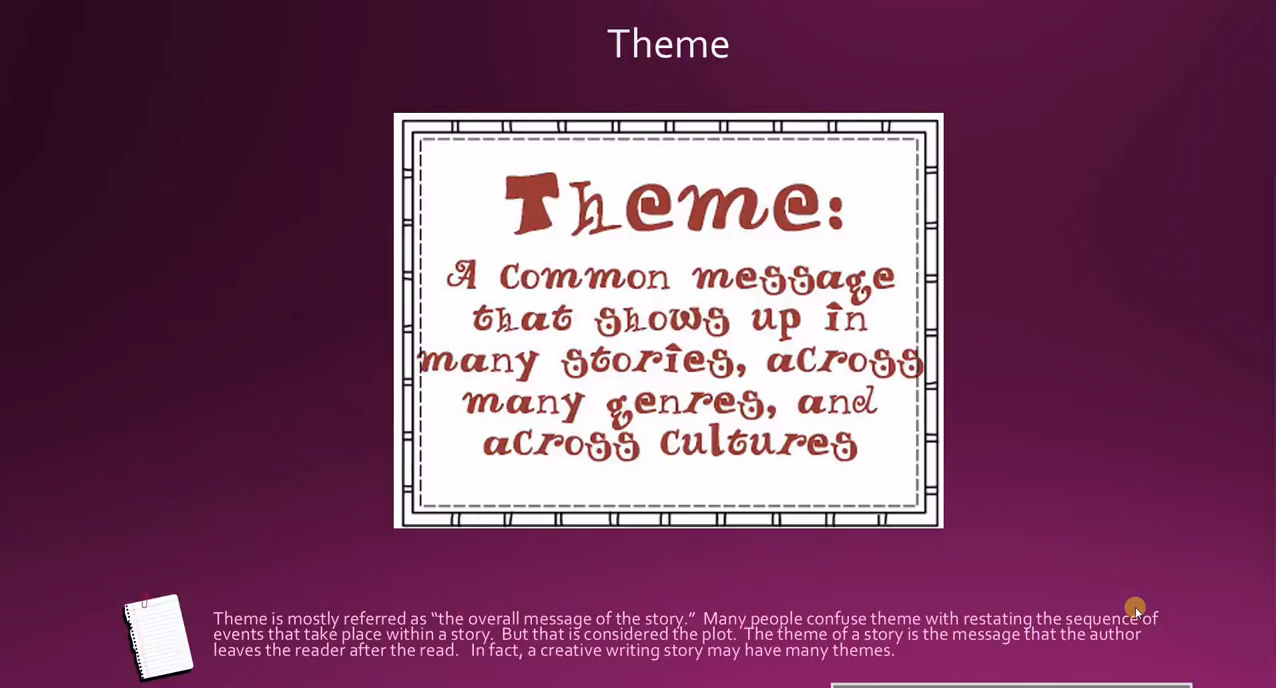 Theme
Theme:
A common message
that shows up in
many stories, across
many genres, and
across cultures
Theme is mostly referred as “the overall message of the story.”  Many people confuse theme with restating the sequence of
events that take place within a story.  But that is considered the plot.  The theme of a story is the message that the author
leaves the reader after the read.   In fact, a creative writing story may have many themes.